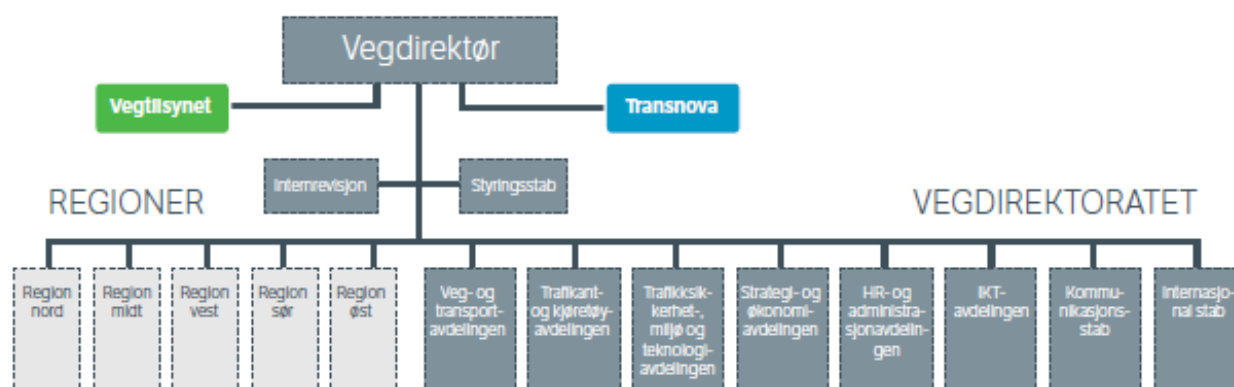 Vegdirektør
Vegtilsynet
Transnova
Internrevisjon
Styringsstab
REGIONER
VEGDIREKTORATET
Region
nord
Region
midt
Region
vest
Region
sør
Region
øst
Veg- og
transport-
avdelingen
Trafikant-
og kjøretøy-
avdelingen
Trafikksik-
kerhet-,
miljø og
teknologi-
avdelingen
Strategi- og
økonomi-
avdelingen
HR- og
administra-
sjonavdelin-
gen
IKT-
avdelingen
Kommu-
nikasjons-
stab
Internasjo-
nal stab